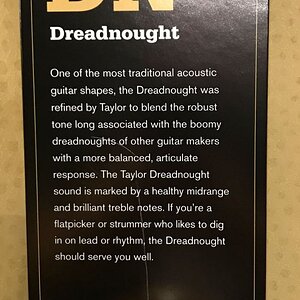 DN
Dreadnought
One of the most traditional acoustic
guitar shapes, the Dreadnought was
refined by Taylor to blend the robust
tone long associated with the boomy
dreadnoughts of other guitar makers
with a more balanced, articulate
response. The Taylor Dreadnought
sound is marked by a healthy midrange
and brilliant treble notes. If you're a
flatpicker or strummer who likes to dig
in on lead or rhythm, the Dreadnought
should serve you well.